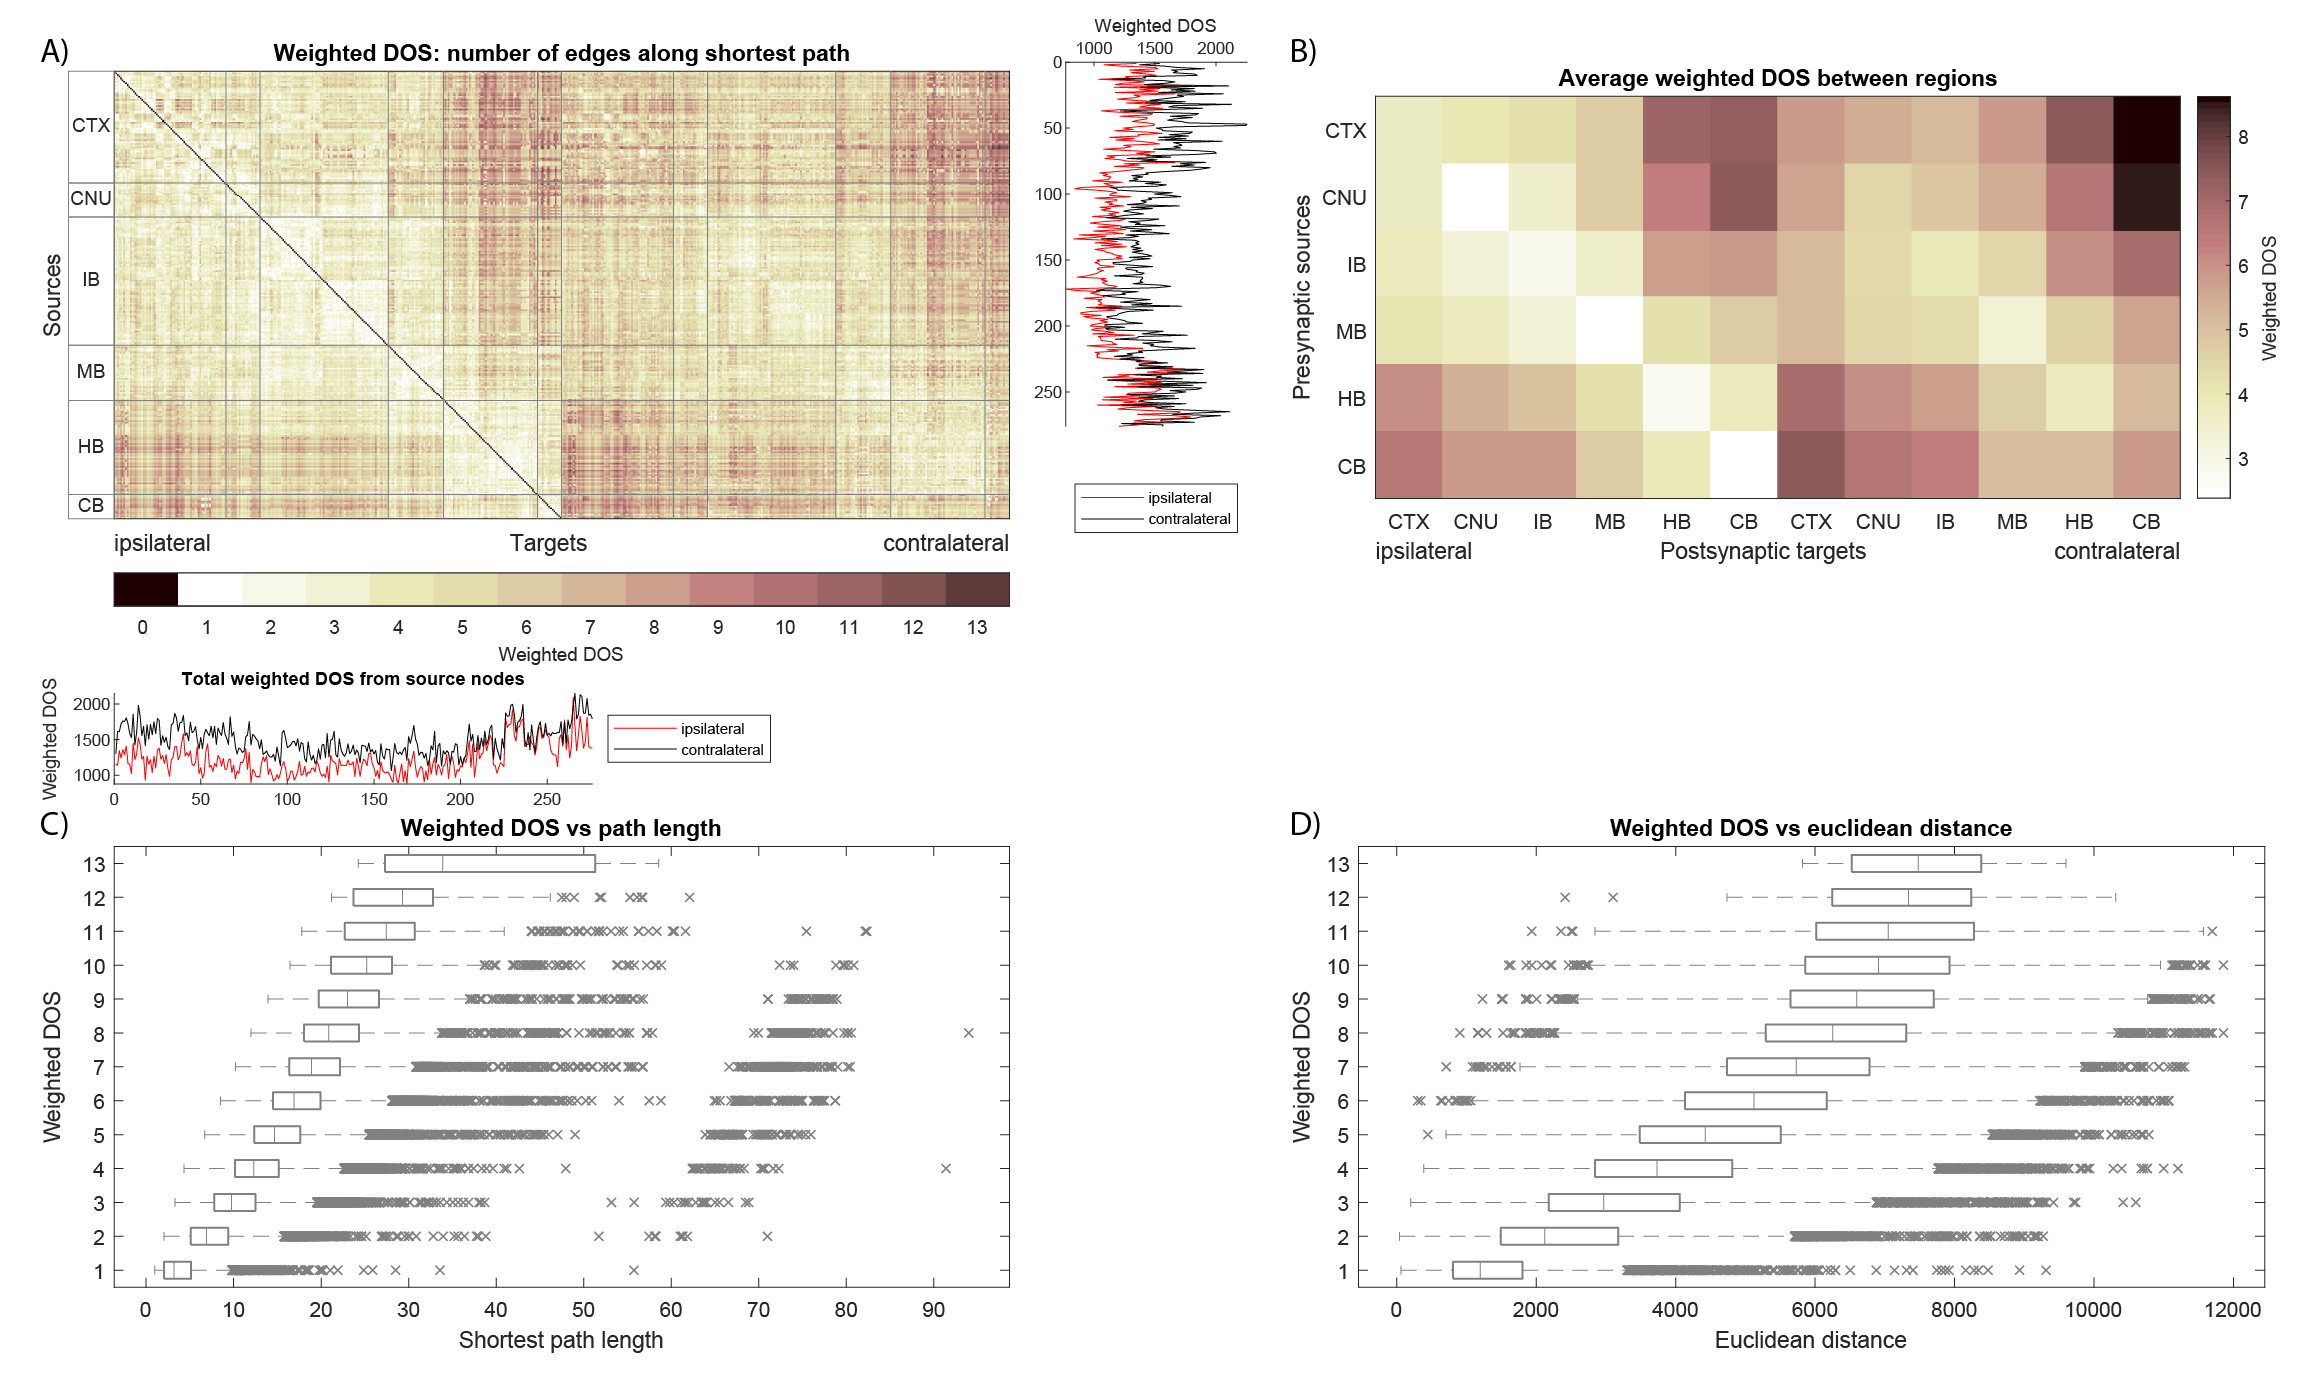 A)
Weighted DOS: number of edges along shortest path
CTX
CNU
IB
MB
HB
CB
Sources
ipsilateral Targets contralateral
0 1 2 3 4 5 6 7 8 9 10 11 12 13
Weighted DOS
Total weighted DOS from source nodes
Weighted DOS
2000
1500
1000
0 50 100 150 200 250
ipsilateral
contralateral
Weighted DOS
1000 1500 2000
0
50
100
150
200
250
ipsilateral
contralateral
B)
Average weighted DOS between regions
Presynaptic sources
CTX
CNU
IB
MB
HB
CB
CTX CNU IB MB HB CB CTX CNU IB MB HB CB
ipsilateral Postsynaptic targets contralateral
8
7
6
5
4
3
Weighted DOS
C)
Weighted DOS vs path length
Weighted DOS
13
12
11
10
9
8
7
6
5
4
3
2
1
0 10 20 30 40 50 60 70 80 90
Shortest path length
D)
Weighted DOS vs euclidean distance
Weighted DOS
13
12
11
10
9
8
7
6
5
4
3
2
1
0 2000 4000 6000 8000 10000 12000
Euclidean distance